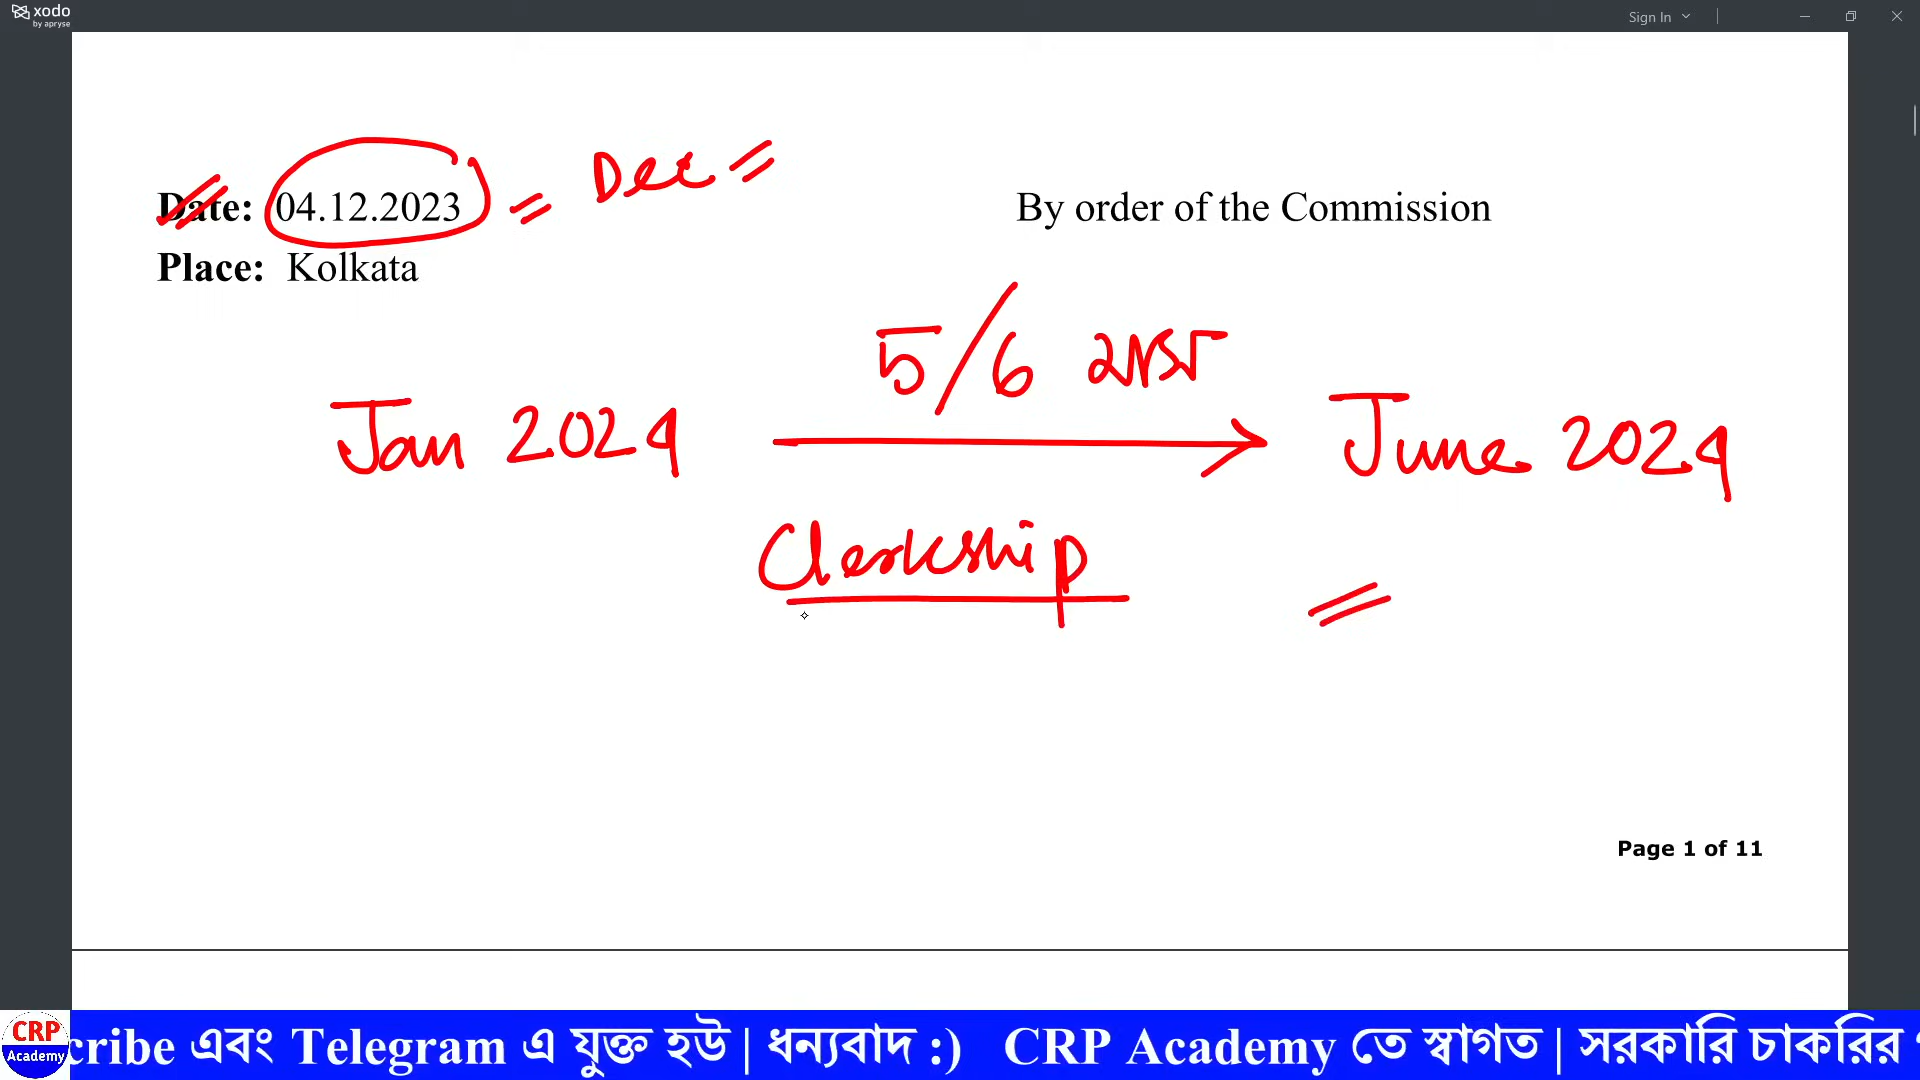 xodo
by apryse
Sign In
Date: 04.12.2023 = Dec =
By order of the Commission
Place: Kolkata
5/6 মাস
Jan 2024 → June 2024
Clerkship
Page 1 of 11
CRP
Academy
cribe এবং Telegram এ যুক্ত হউ | ধন্যবাদ :) CRP Academy তে স্বাগত | সরকারি চাকরির